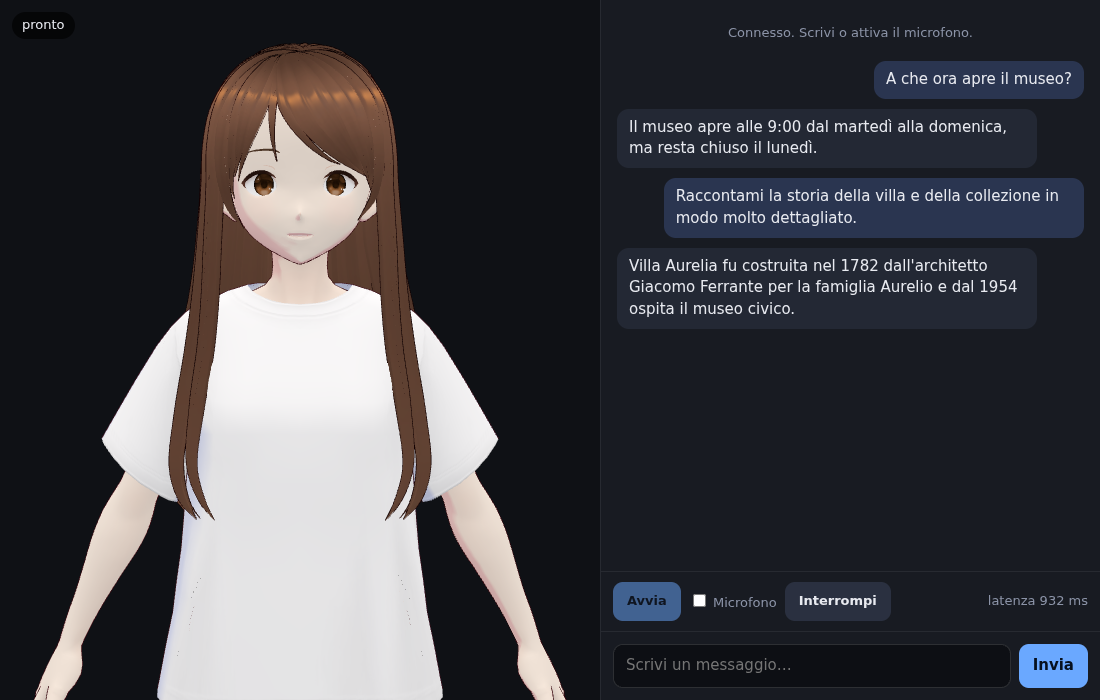 pronto
Connesso. Scrivi o attiva il microfono.
A che ora apre il museo?
Il museo apre alle 9:00 dal martedì alla domenica,
ma resta chiuso il lunedì.
Raccontami la storia della villa e della collezione in
modo molto dettagliato.
Villa Aurelia fu costruita nel 1782 dall'architetto
Giacomo Ferrante per la famiglia Aurelio e dal 1954
ospita il museo civico.
Avvia
Microfono
Interrompi
latenza 932 ms
Scrivi un messaggio...
Invia